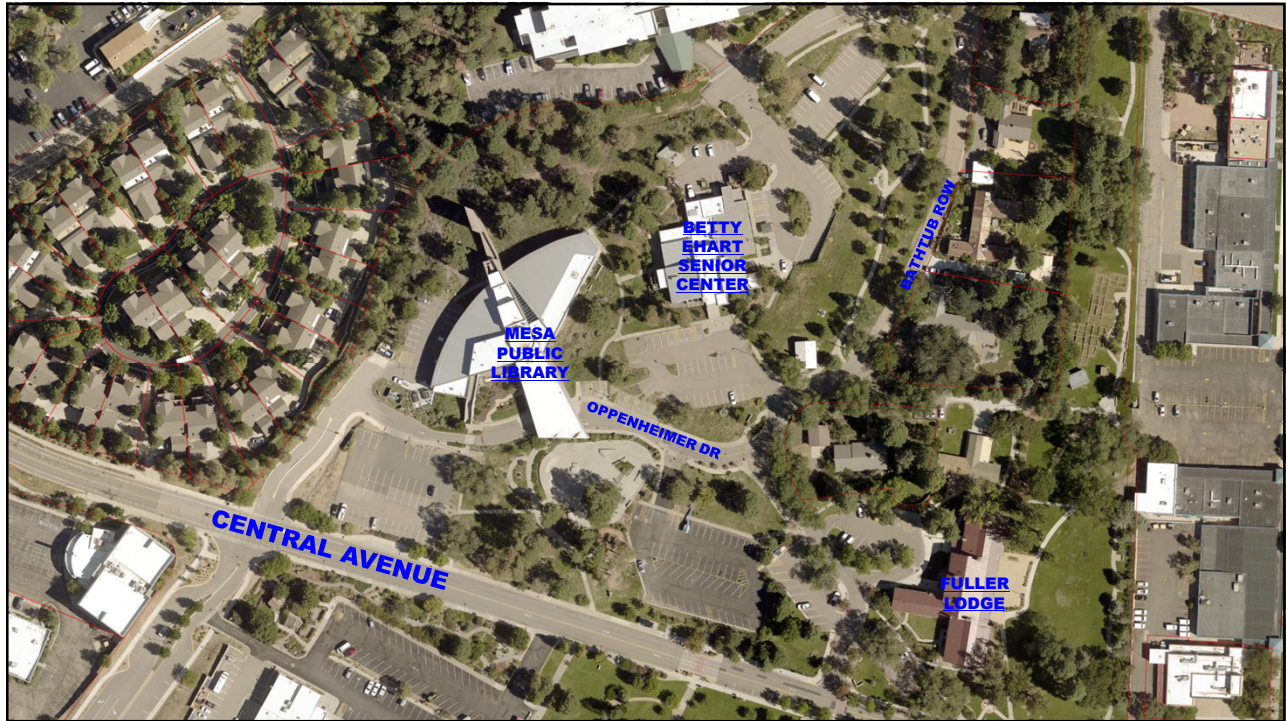 BETTY
EHART
SENIOR
CENTER
BATHTUB ROW
MESA
PUBLIC
LIBRARY
OPPENHEIMER DR
CENTRAL AVENUE
FULLER
LODGE